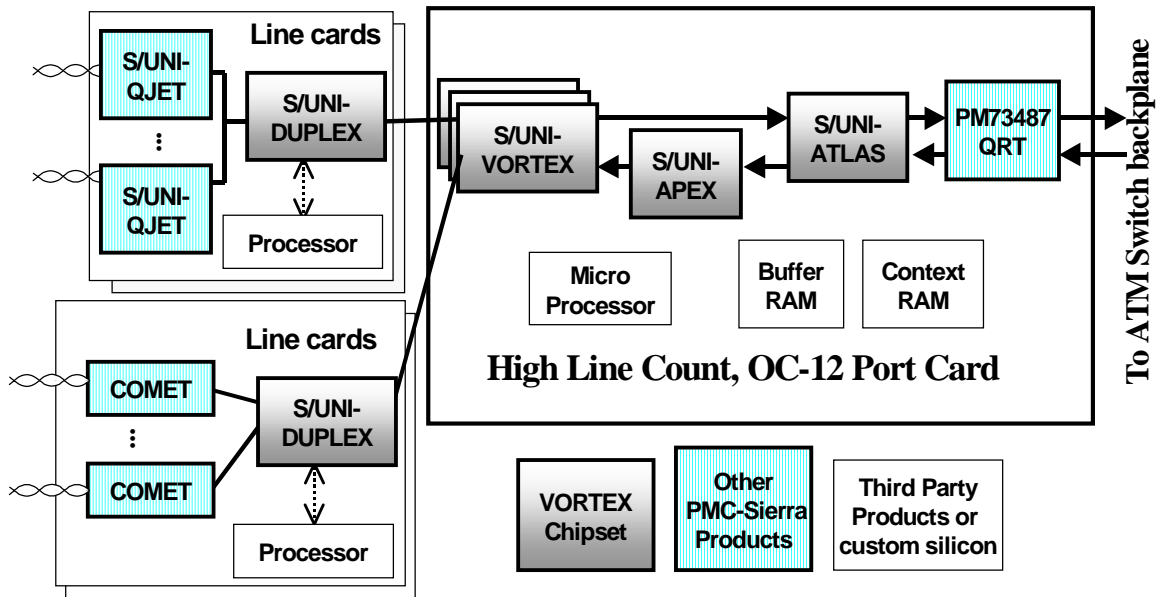 Line cards
S/UNI-
QJET
S/UNI-
DUPLEX
S/UNI-
QJET
Processor
Line cards
COMET
S/UNI-
DUPLEX
COMET
Processor
S/UNI-
VORTEX
S/UNI-
APEX
S/UNI-
ATLAS
PM73487
QRT
Micro
Processor
Buffer
RAM
Context
RAM
High Line Count, OC-12 Port Card
To ATM Switch backplane
VORTEX
Chipset
Other
PMC-Sierra
Products
Third Party
Products or
custom silicon